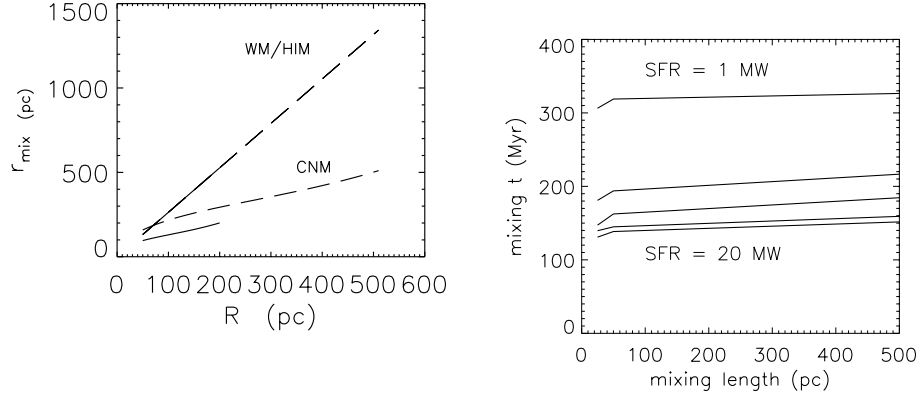 1500
1000
500
0
r_mix (pc)
WM/HIM
CNM
0 100 200 300 400 500 600
R (pc)
400
300
200
100
0
mixing t (Myr)
SFR = 1 MW
SFR = 20 MW
0 100 200 300 400 500
mixing length (pc)